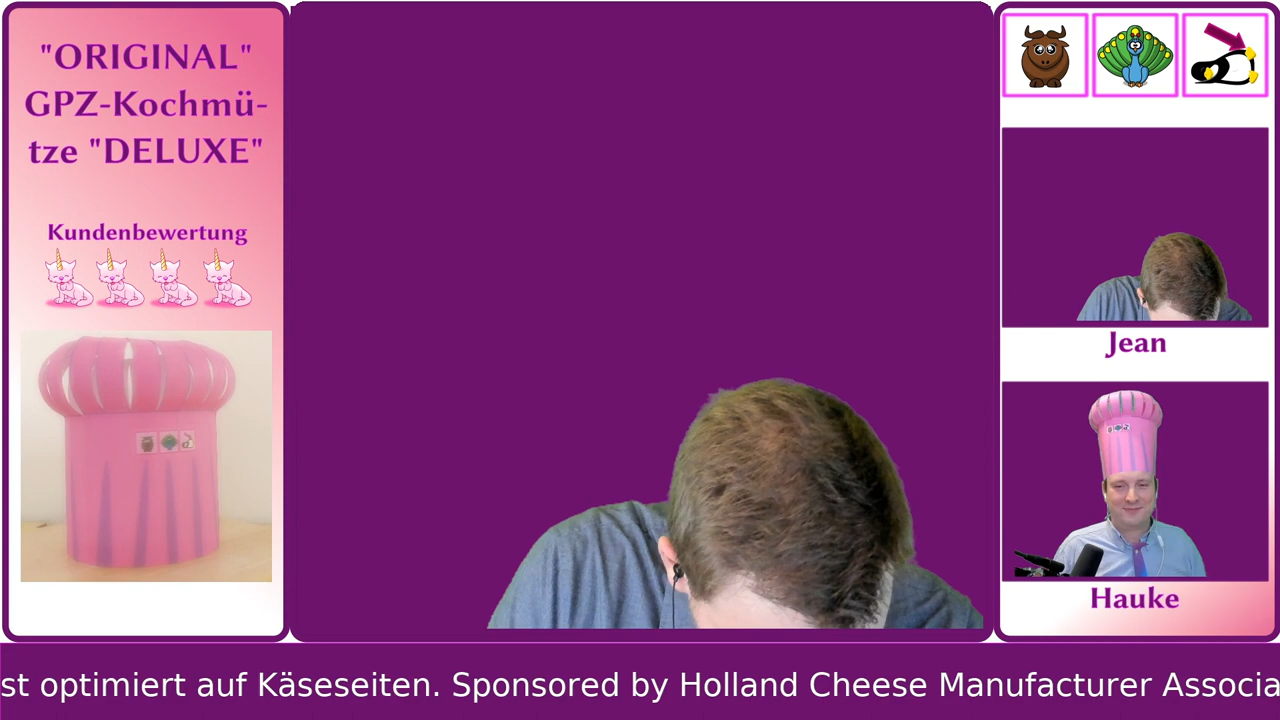 "ORIGINAL"
GPZ-Kochmü-
tze "DELUXE"
Kundenbewertung
Jean
Hauke
st optimiert auf Käseseiten. Sponsored by Holland Cheese Manufacturer Associa